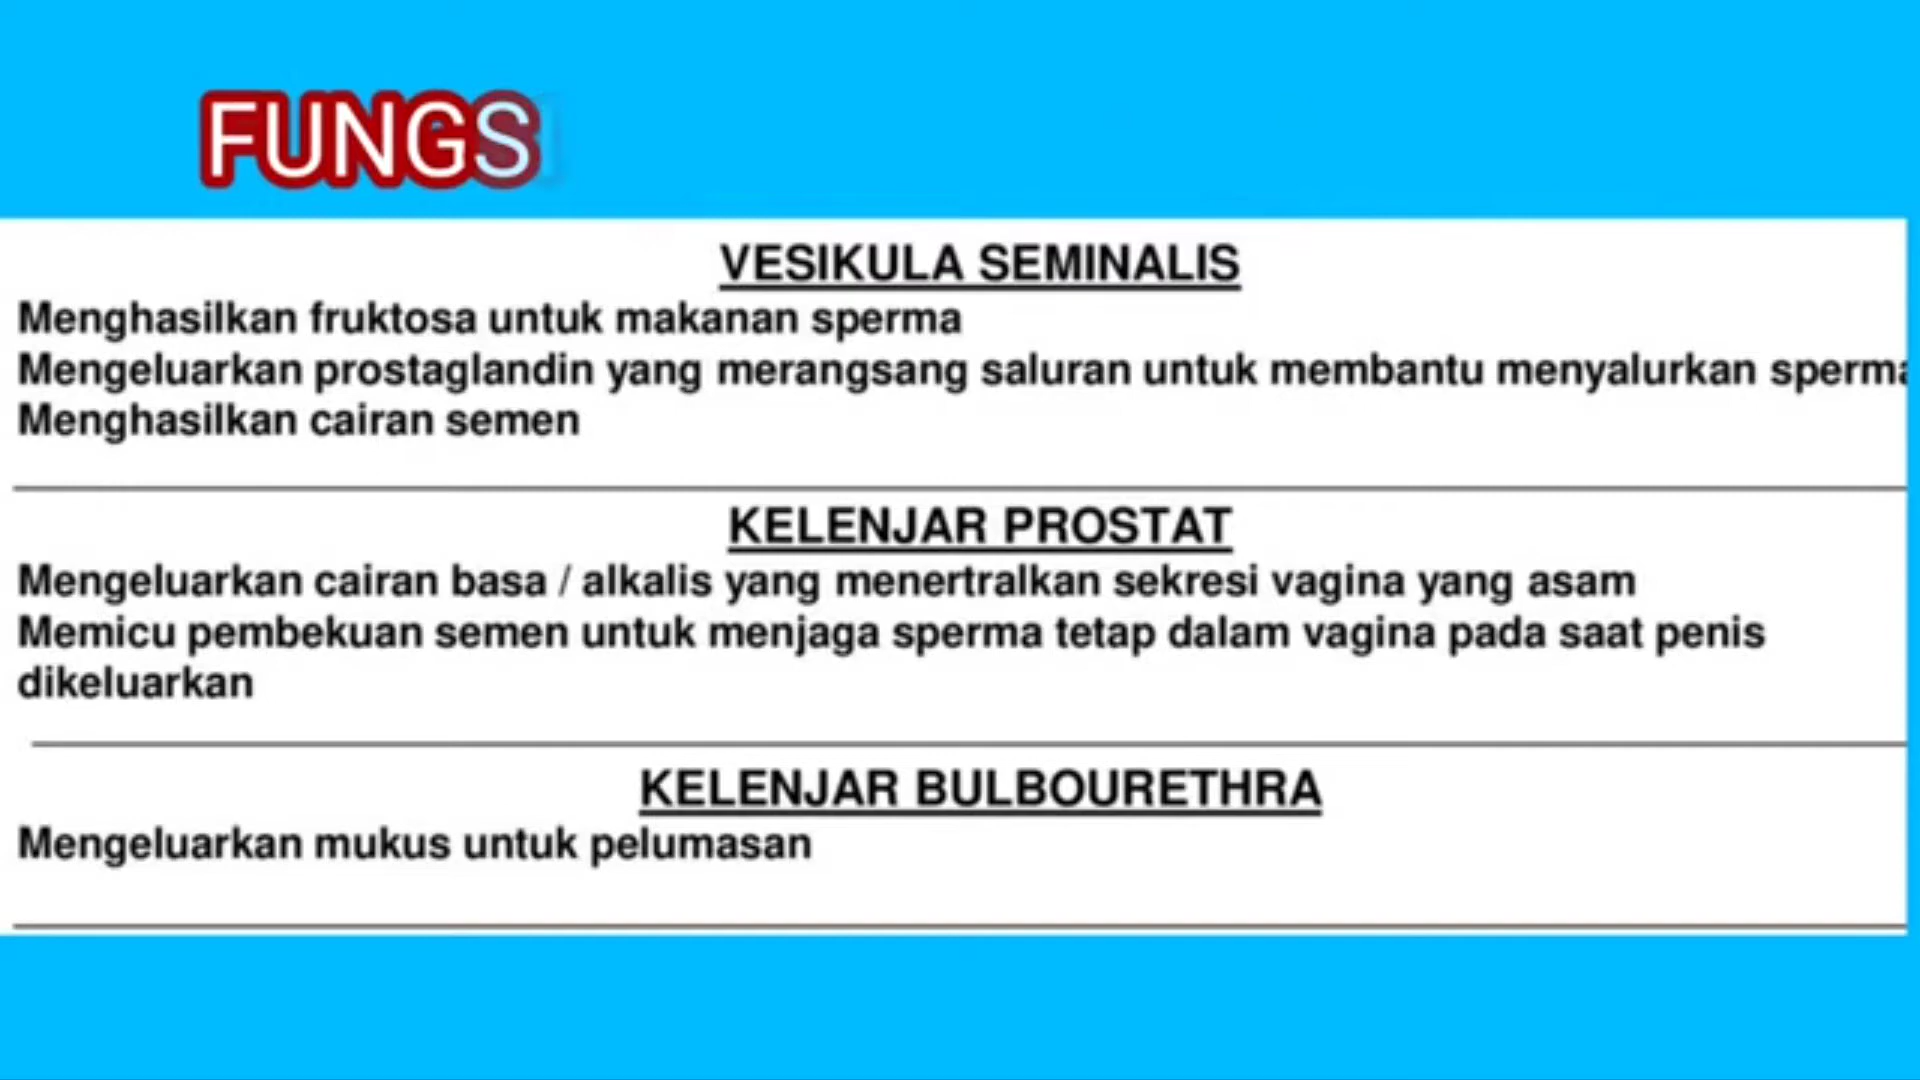 FUNGSI
VESIKULA SEMINALIS
Menghasilkan fruktosa untuk makanan sperma
Mengeluarkan prostaglandin yang merangsang saluran untuk membantu menyalurkan sperma
Menghasilkan cairan semen
KELENJAR PROSTAT
Mengeluarkan cairan basa / alkalis yang menertralkan sekresi vagina yang asam
Memicu pembekuan semen untuk menjaga sperma tetap dalam vagina pada saat penis
dikeluarkan
KELENJAR BULBOURETHRA
Mengeluarkan mukus untuk pelumasan